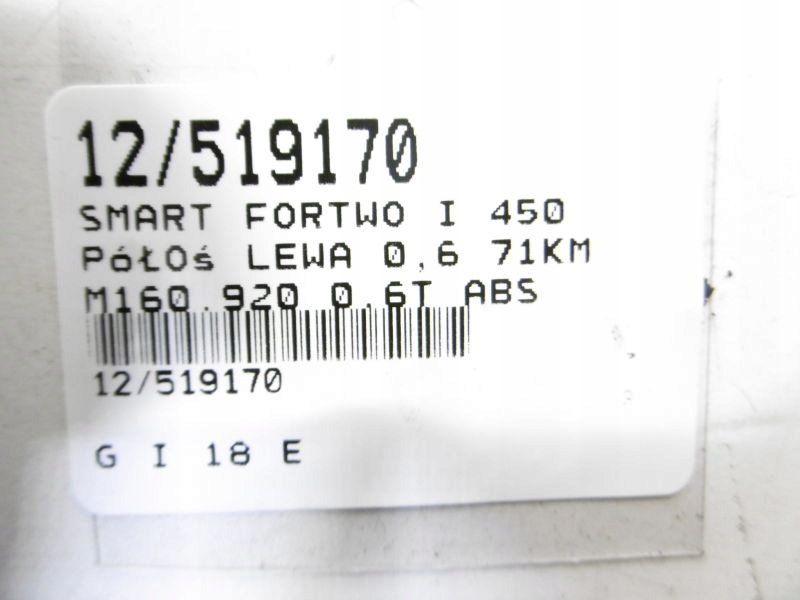 12/519170
SMART FORTWO I 450
PółOś LEWA 0,6 71KM
M160.920 0.6T ABS
12/519170
G I 18 E